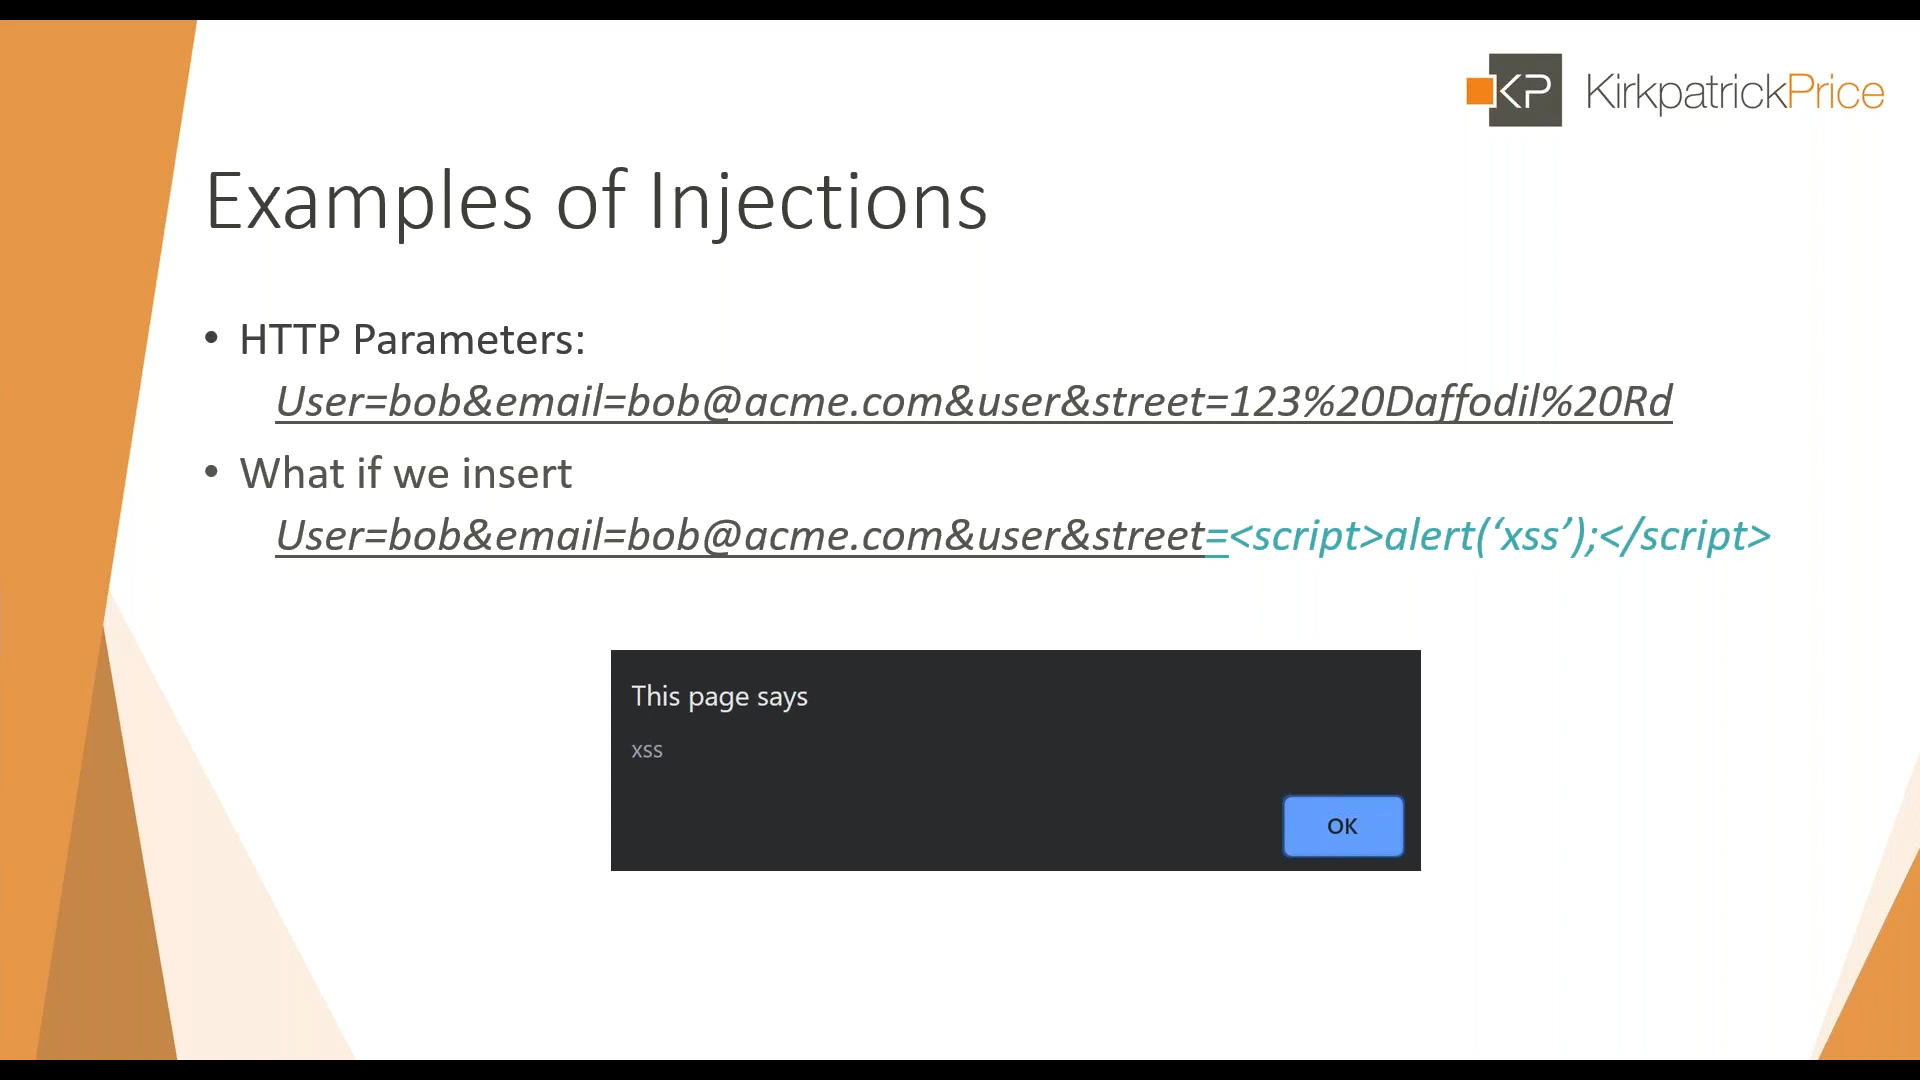 KP KirkpatrickPrice
Examples of Injections
• HTTP Parameters:
User=bob&email=bob@acme.com&user&street=123%20Daffodil%20Rd
• What if we insert
User=bob&email=bob@acme.com&user&street=<script>alert(‘xss’);</script>
This page says
xss
OK